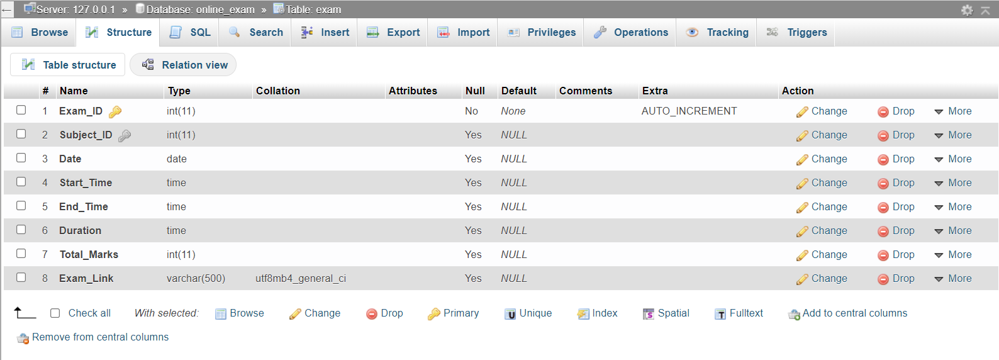 Server: 127.0.0.1 » Database: online_exam » Table: exam
Browse Structure SQL Search Insert Export Import Privileges Operations Tracking Triggers
Table structure Relation view
# Name Type Collation Attributes Null Default Comments Extra Action
1 Exam_ID int(11) No None AUTO_INCREMENT Change Drop More
2 Subject_ID int(11) Yes NULL Change Drop More
3 Date date Yes NULL Change Drop More
4 Start_Time time Yes NULL Change Drop More
5 End_Time time Yes NULL Change Drop More
6 Duration time Yes NULL Change Drop More
7 Total_Marks int(11) Yes NULL Change Drop More
8 Exam_Link varchar(500) utf8mb4_general_ci Yes NULL Change Drop More
Check all With selected: Browse Change Drop Primary Unique Index Spatial Fulltext Add to central columns
Remove from central columns